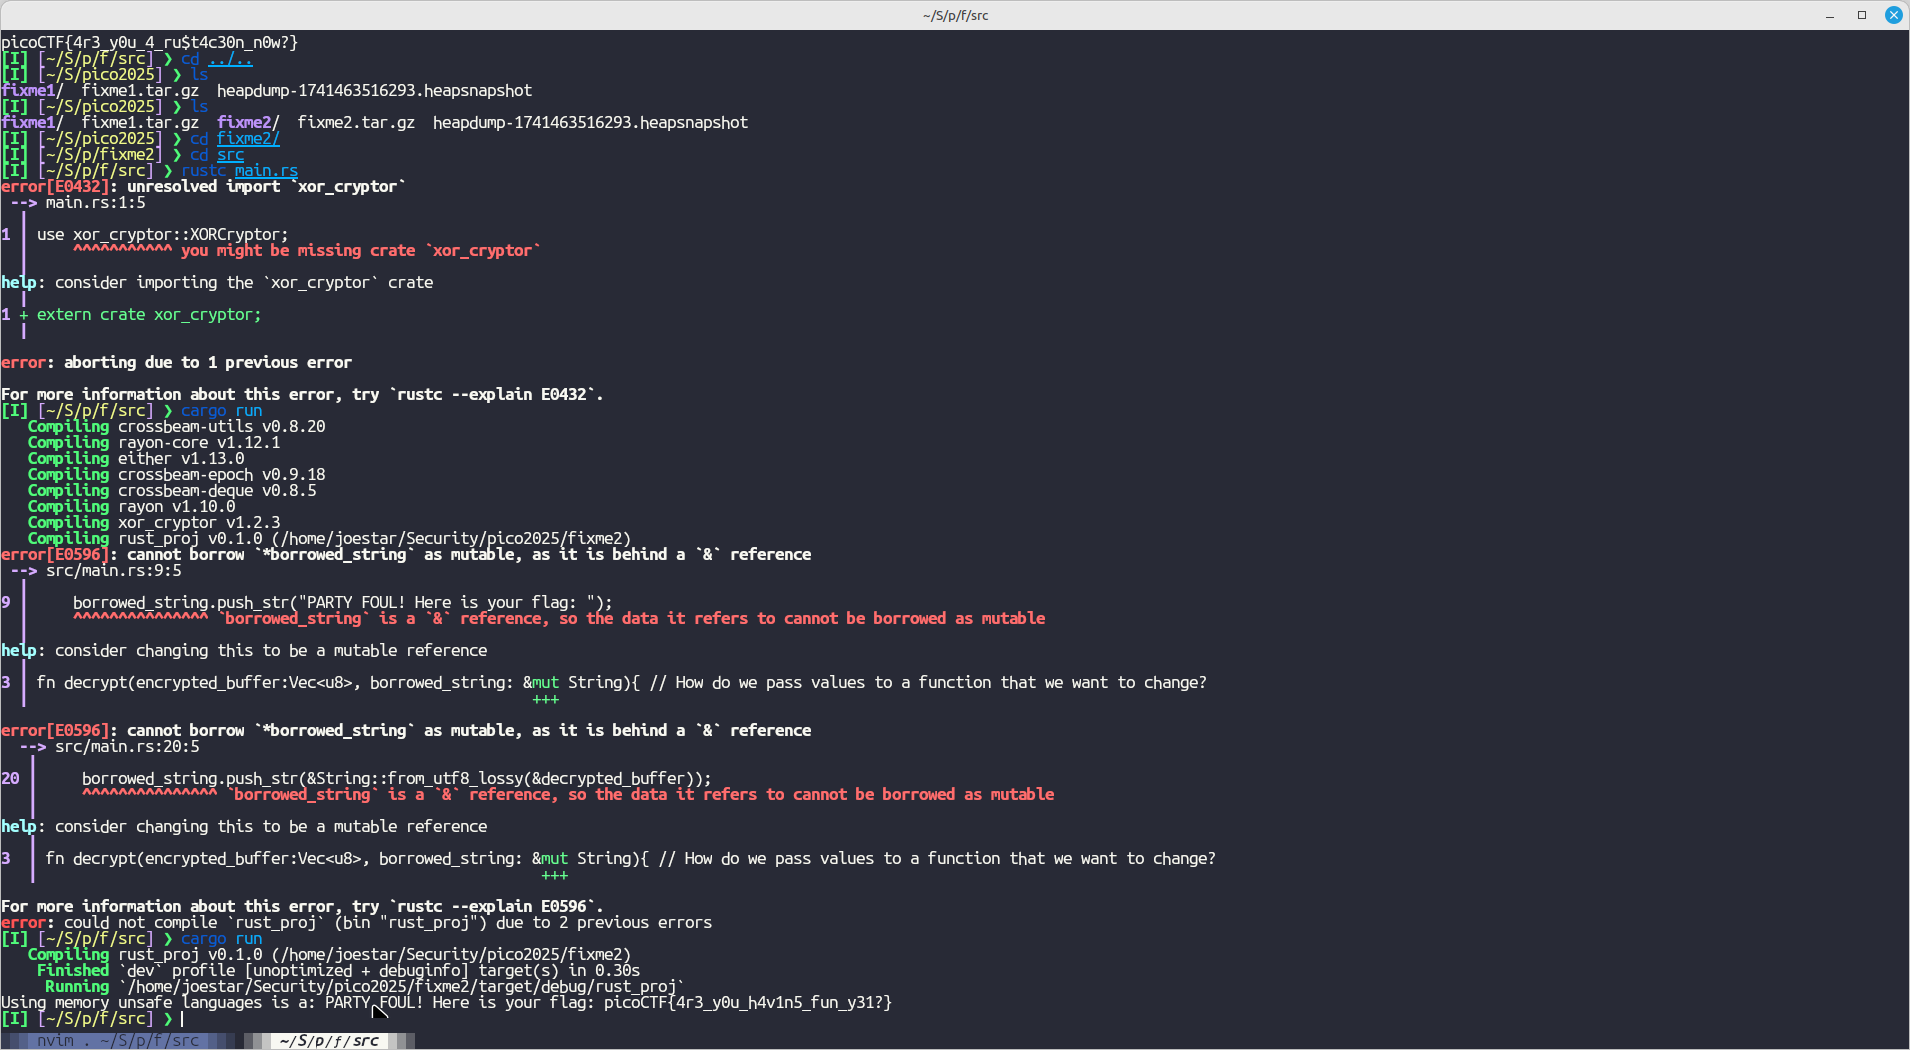 ~/S/p/f/src
picoCTF{4r3_y0u_4_ru$t4c30n_n0w?}
[I] [~/S/p/f/src] ❯ cd ../..
[I] [~/S/pico2025] ❯ ls
fixme1/  fixme1.tar.gz  heapdump-1741463516293.heapsnapshot
[I] [~/S/pico2025] ❯ ls
fixme1/  fixme1.tar.gz  fixme2/  fixme2.tar.gz  heapdump-1741463516293.heapsnapshot
[I] [~/S/pico2025] ❯ cd fixme2/
[I] [~/S/p/fixme2] ❯ cd src
[I] [~/S/p/f/src] ❯ rustc main.rs
error[E0432]: unresolved import `xor_cryptor`
 --> main.rs:1:5
  |
1 | use xor_cryptor::XORCryptor;
  |     ^^^^^^^^^^^ you might be missing crate `xor_cryptor`
  |
help: consider importing the `xor_cryptor` crate
  |
1 + extern crate xor_cryptor;
  |
error: aborting due to 1 previous error
For more information about this error, try `rustc --explain E0432`.
[I] [~/S/p/f/src] ❯ cargo run
   Compiling crossbeam-utils v0.8.20
   Compiling rayon-core v1.12.1
   Compiling either v1.13.0
   Compiling crossbeam-epoch v0.9.18
   Compiling crossbeam-deque v0.8.5
   Compiling rayon v1.10.0
   Compiling xor_cryptor v1.2.3
   Compiling rust_proj v0.1.0 (/home/joestar/Security/pico2025/fixme2)
error[E0596]: cannot borrow `*borrowed_string` as mutable, as it is behind a `&` reference
 --> src/main.rs:9:5
  |
9 |     borrowed_string.push_str("PARTY FOUL! Here is your flag: ");
  |     ^^^^^^^^^^^^^^^ `borrowed_string` is a `&` reference, so the data it refers to cannot be borrowed as mutable
  |
help: consider changing this to be a mutable reference
  |
3 | fn decrypt(encrypted_buffer:Vec<u8>, borrowed_string: &mut String){ // How do we pass values to a function that we want to change?
  |                                                        +++
error[E0596]: cannot borrow `*borrowed_string` as mutable, as it is behind a `&` reference
  --> src/main.rs:20:5
   |
20 |     borrowed_string.push_str(&String::from_utf8_lossy(&decrypted_buffer));
   |     ^^^^^^^^^^^^^^^ `borrowed_string` is a `&` reference, so the data it refers to cannot be borrowed as mutable
   |
help: consider changing this to be a mutable reference
   |
3  | fn decrypt(encrypted_buffer:Vec<u8>, borrowed_string: &mut String){ // How do we pass values to a function that we want to change?
   |                                                        +++
For more information about this error, try `rustc --explain E0596`.
error: could not compile `rust_proj` (bin "rust_proj") due to 2 previous errors
[I] [~/S/p/f/src] ❯ cargo run
   Compiling rust_proj v0.1.0 (/home/joestar/Security/pico2025/fixme2)
    Finished `dev` profile [unoptimized + debuginfo] target(s) in 0.30s
     Running `/home/joestar/Security/pico2025/fixme2/target/debug/rust_proj`
Using memory unsafe languages is a: PARTY FOUL! Here is your flag: picoCTF{4r3_y0u_h4v1n5_fun_y31?}
[I] [~/S/p/f/src] ❯
nvim . ~/S/p/f/src  ~/S/p/f/src